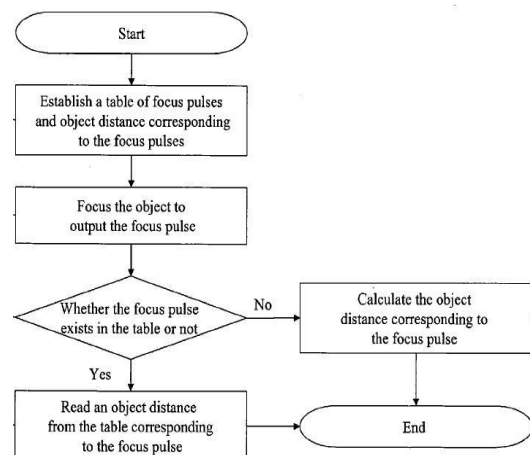 Start
Establish a table of focus pulses
and object distance corresponding
to the focus pulses
Focus the object to
output the focus pulse
Whether the focus pulse
exists in the table or not
No
Calculate the object
distance corresponding to
the focus pulse
Yes
Read an object distance
from the table corresponding
to the focus pulse
End